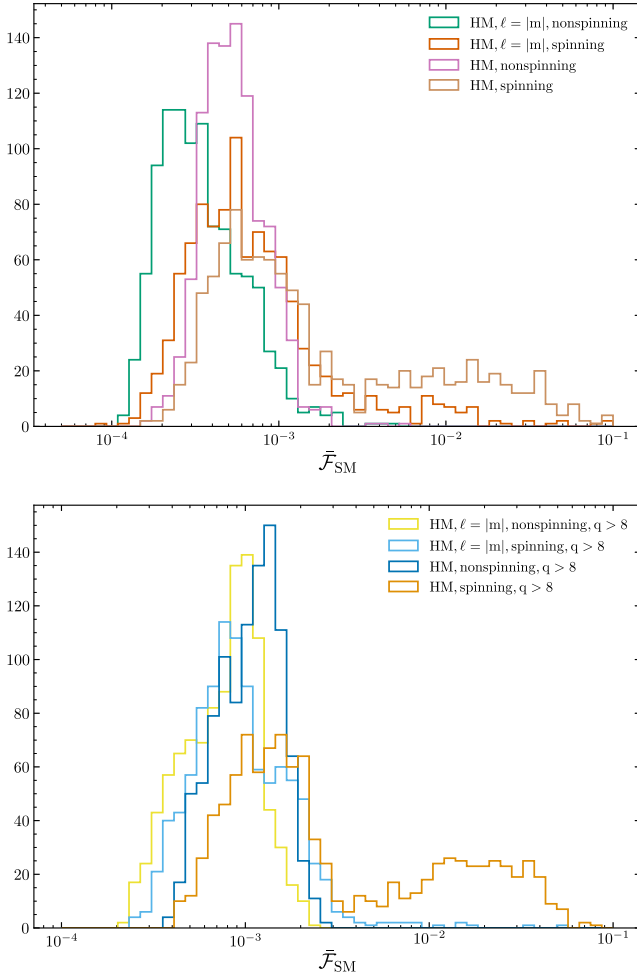 140
120
100
80
60
40
20
0
HM, ℓ = |m|, nonspinning
HM, ℓ = |m|, spinning
HM, nonspinning
HM, spinning
10⁻⁴ 10⁻³ 10⁻² 10⁻¹
ℱ̄_SM
140
120
100
80
60
40
20
0
HM, ℓ = |m|, nonspinning, q > 8
HM, ℓ = |m|, spinning, q > 8
HM, nonspinning, q > 8
HM, spinning, q > 8
10⁻⁴ 10⁻³ 10⁻² 10⁻¹
ℱ̄_SM